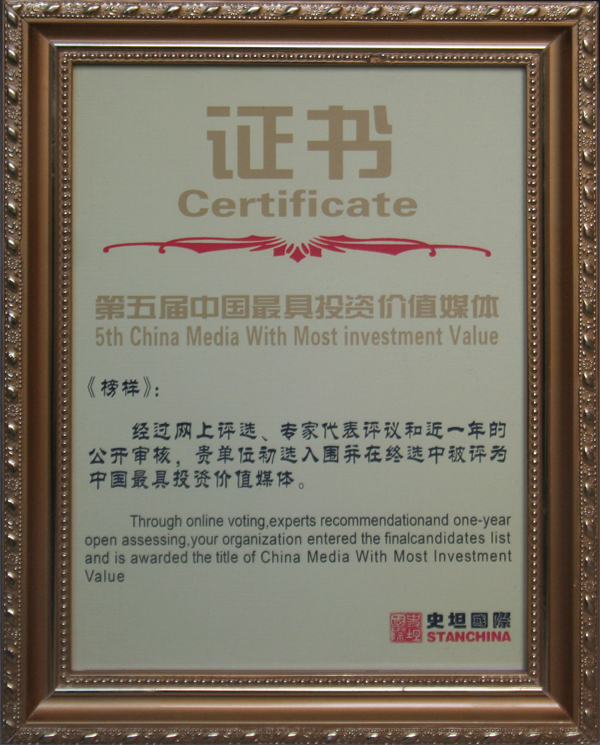 证书
Certificate
第五届中国最具投资价值媒体
5th China Media With Most investment Value
《榜样》:
经过网上评选、专家代表评议和近一年的
公开审核，贵单位初选入围并在终选中被评为
中国最具投资价值媒体。
Through online voting,experts recommendationand one-year
open assessing,your organization entered the finalcandidates list
and is awarded the title of China Media With Most Investment
Value
史坦國際
STANCHINA